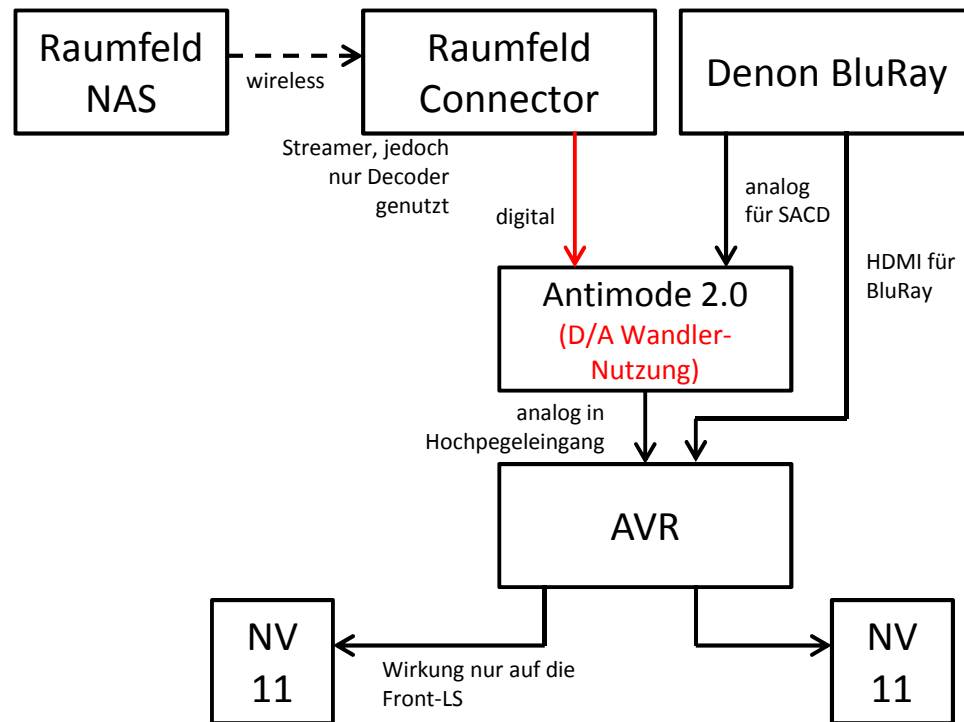 Raumfeld
NAS
wireless
Raumfeld
Connector
Denon BluRay
Streamer, jedoch
nur Decoder
genutzt
digital
analog
für SACD
HDMI für
BluRay
Antimode 2.0
(D/A Wandler-
Nutzung)
analog in
Hochpegeleingang
AVR
NV
11
Wirkung nur auf die
Front-LS
NV
11